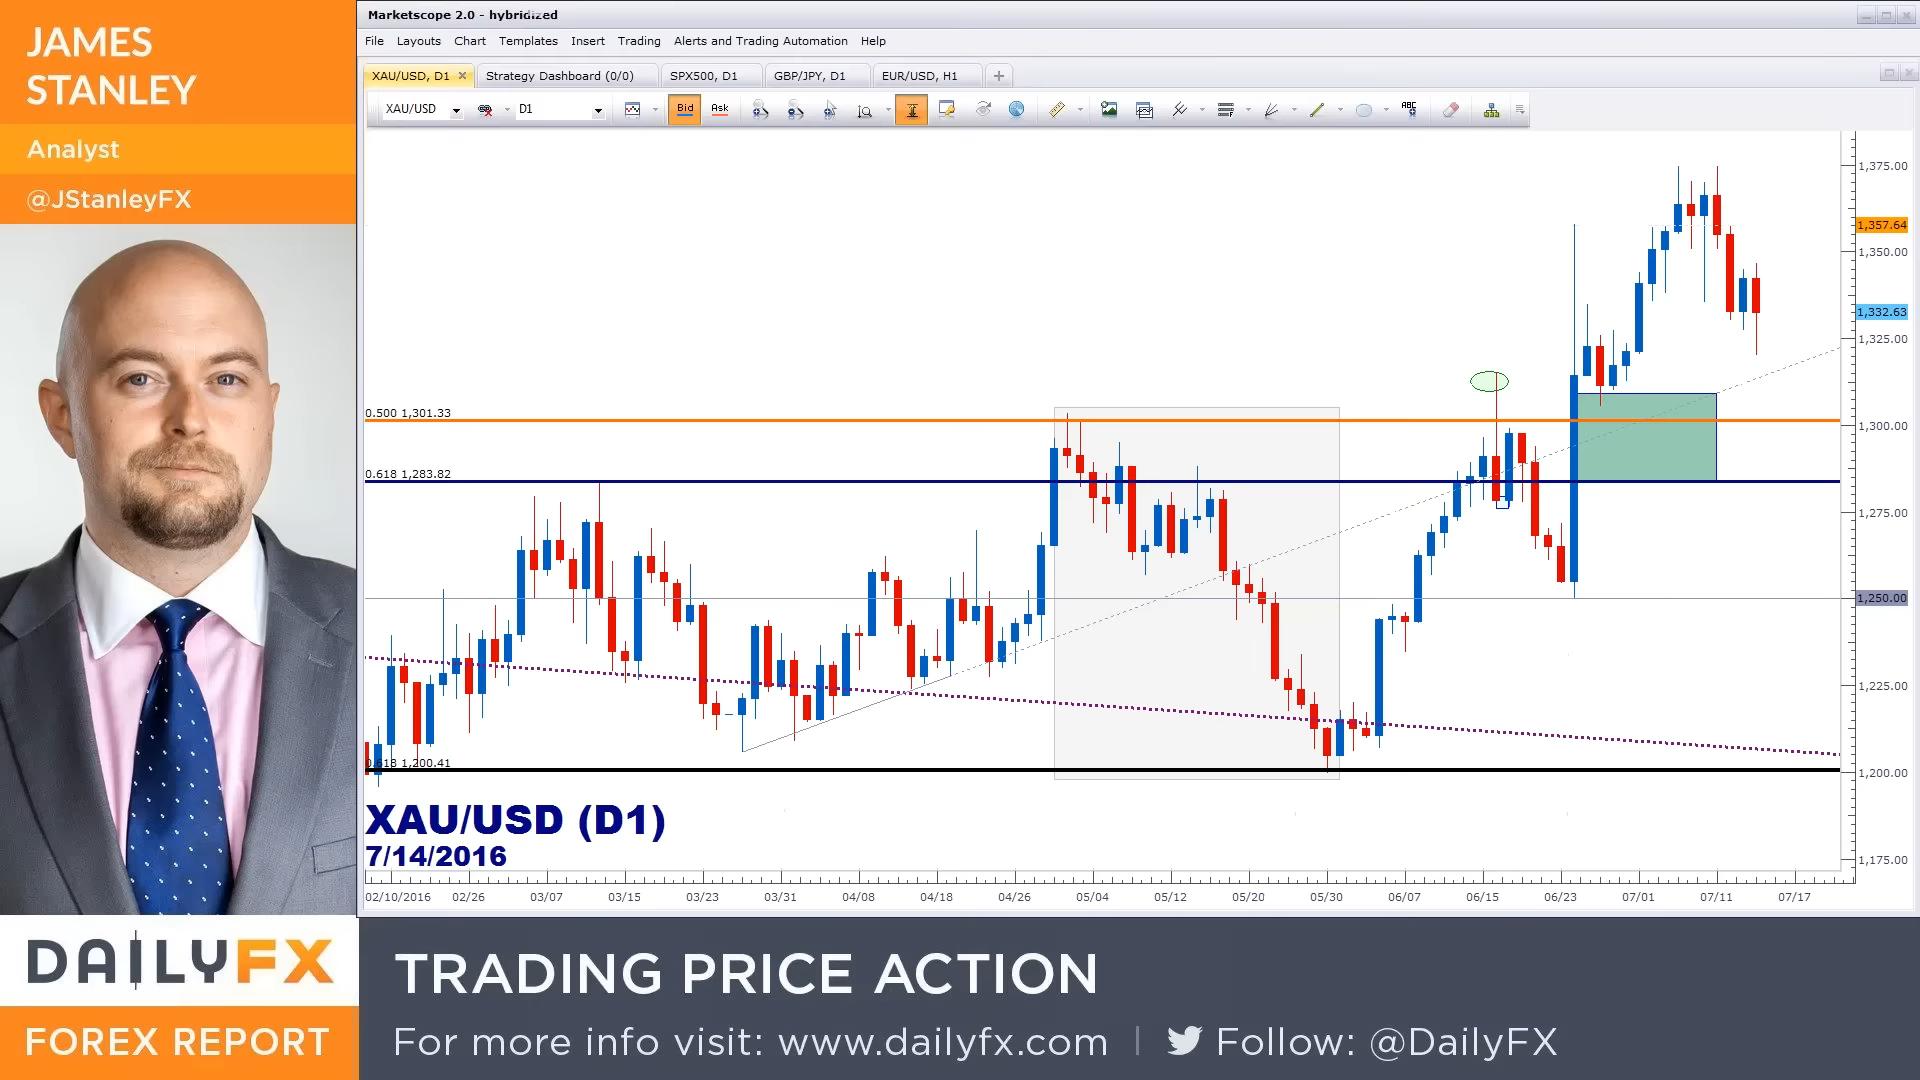 JAMES
STANLEY
Analyst
@JStanleyFX
Marketscope 2.0 - hybridized
File Layouts Chart Templates Insert Trading Alerts and Trading Automation Help
XAU/USD, D1 Strategy Dashboard (0/0) SPX500, D1 GBP/JPY, D1 EUR/USD, H1
XAU/USD D1 Bid Ask ABC
1,375.00
1,357.64
1,350.00
1,332.63
1,325.00
0.500 1,301.33
1,300.00
0.618 1,283.82
1,275.00
1,250.00
1,225.00
0.618 1,200.41
1,200.00
XAU/USD (D1)
7/14/2016
1,175.00
02/10/2016 02/26 03/07 03/15 03/23 03/31 04/08 04/18 04/26 05/04 05/12 05/20 05/30 06/07 06/15 06/23 07/01 07/11 07/17
DAILYFX
FOREX REPORT
TRADING PRICE ACTION
For more info visit: www.dailyfx.com | Follow: @DailyFX